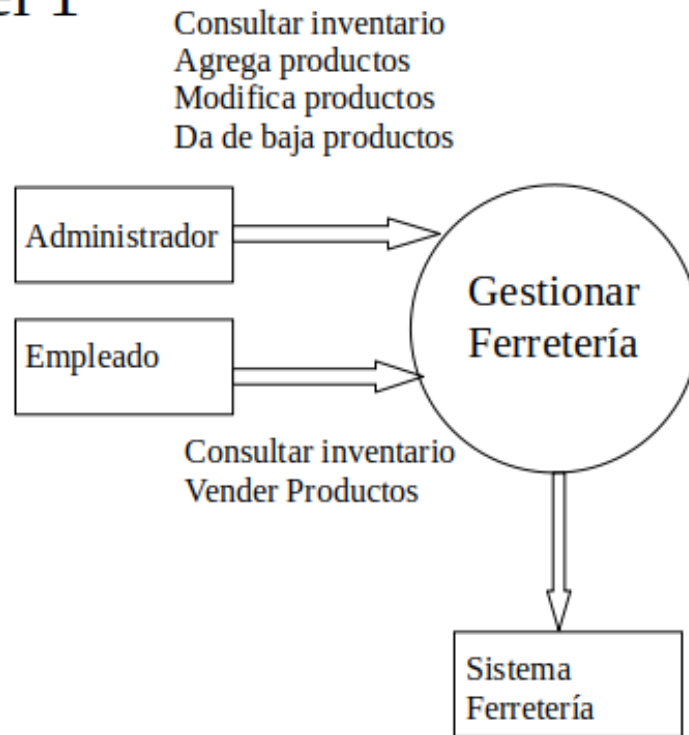 Consultar inventario
Agrega productos
Modifica productos
Da de baja productos
Administrador
Gestionar
Ferretería
Empleado
Consultar inventario
Vender Productos
Sistema
Ferretería